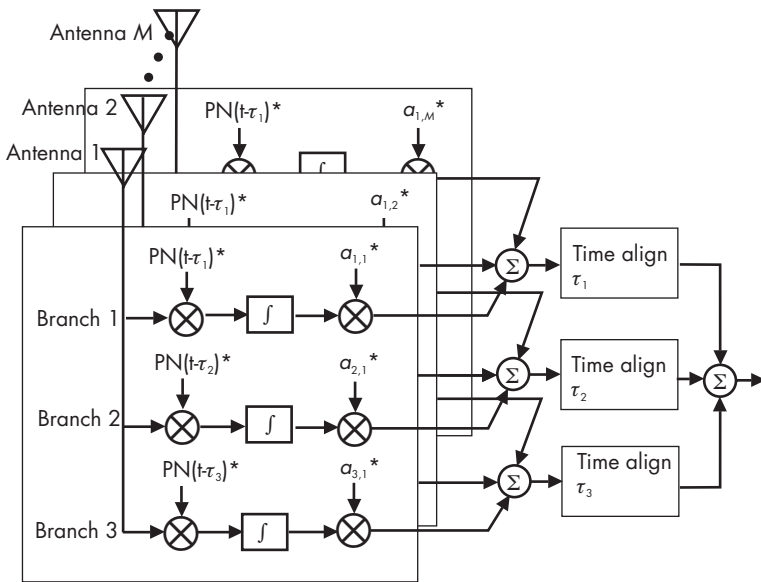 Antenna M
Antenna 2
PN(t-τ₁)*
a₁,M*
Antenna 1
∫
PN(t-τ₁)*
a₁,₂*
PN(t-τ₁)*
a₁,₁*
Σ
Time align
τ₁
Branch 1
∫
PN(t-τ₂)*
a₂,₁*
Σ
Time align
τ₂
Σ
Branch 2
∫
PN(t-τ₃)*
a₃,₁*
Σ
Time align
τ₃
Branch 3
∫